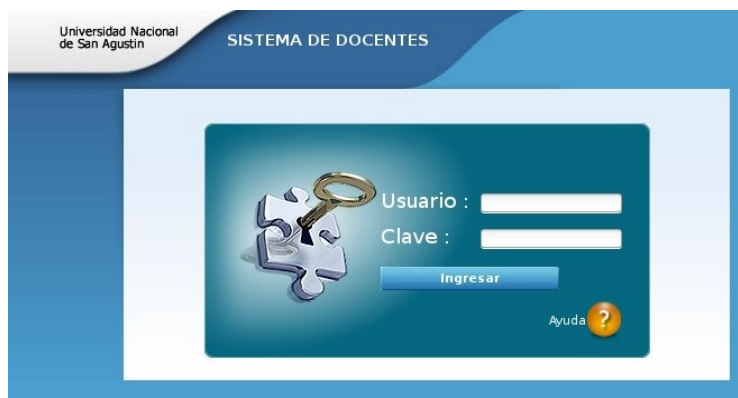 Universidad Nacional
de San Agustin
SISTEMA DE DOCENTES
Usuario :
Clave :
Ingresar
Ayuda ?